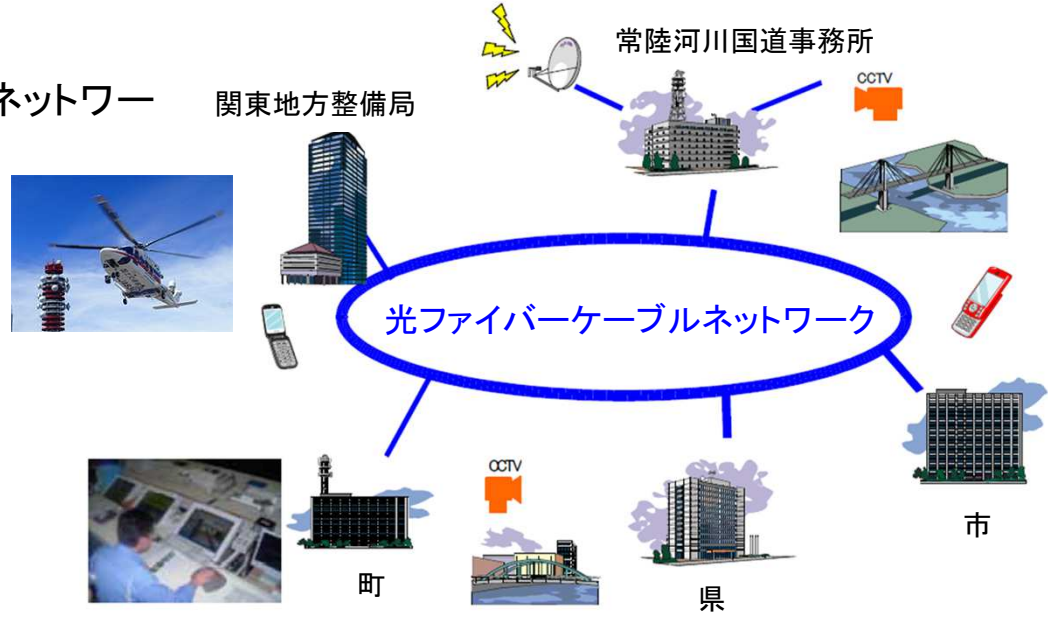 常陸河川国道事務所
CCTV
ネットワー
関東地方整備局
光ファイバーケーブルネットワーク
CCTV
市
町
県